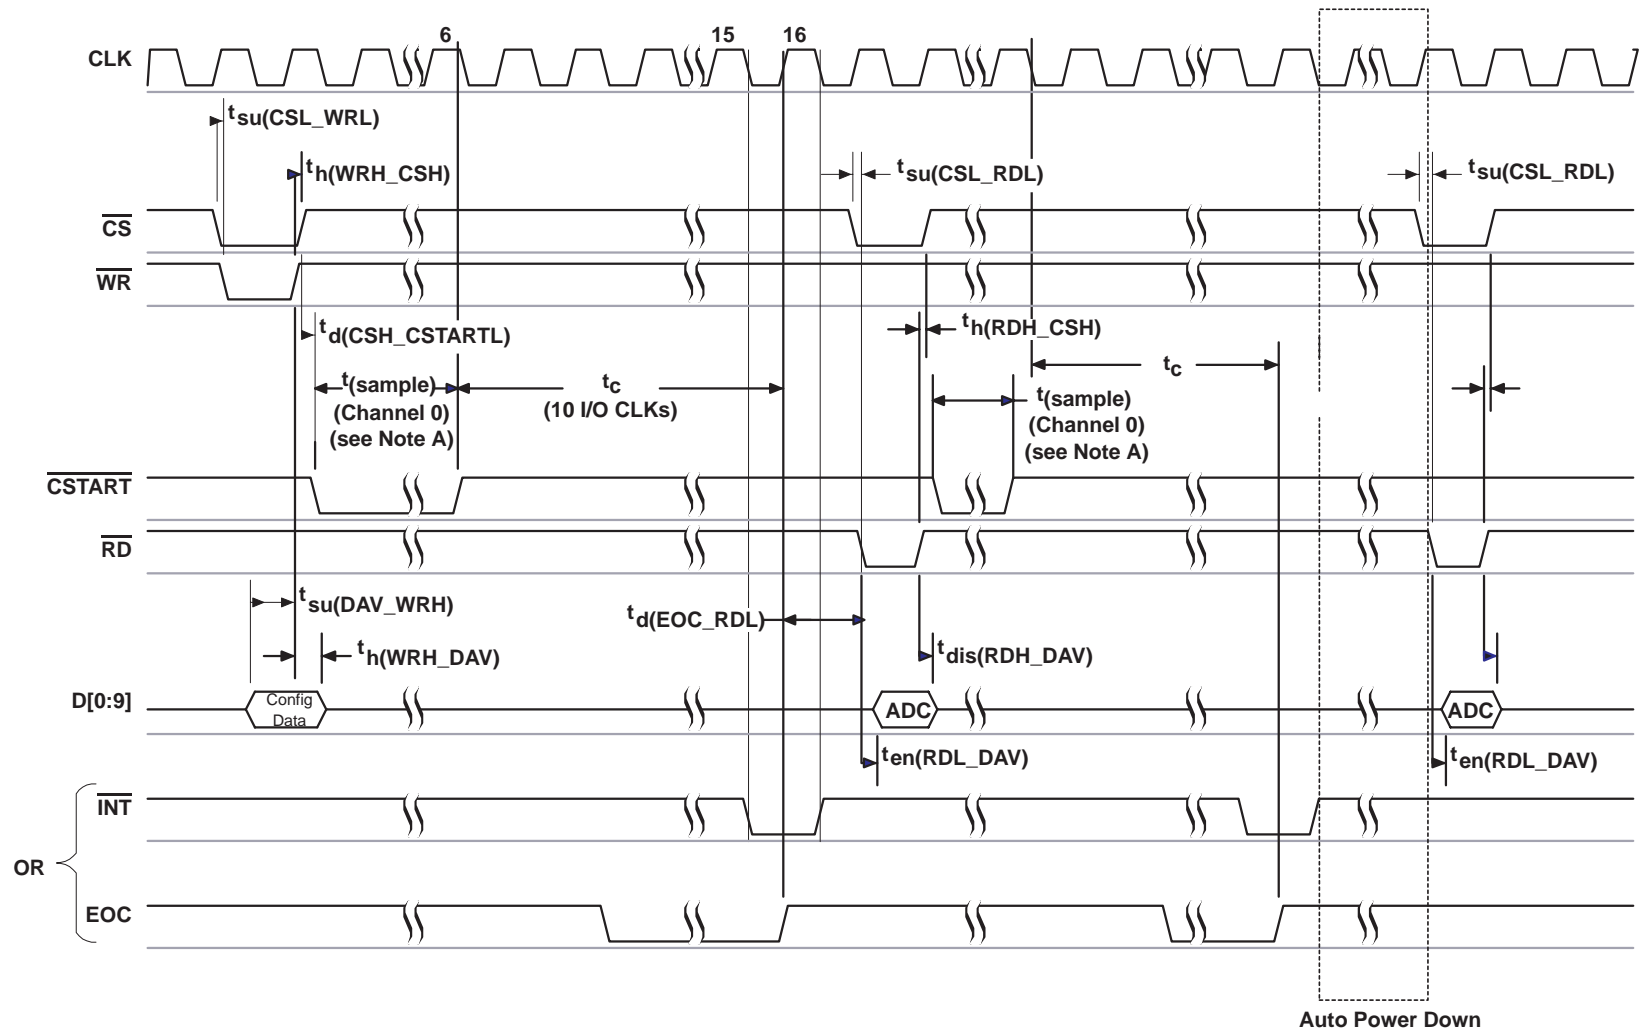 6 15 16
CLK
tsu(CSL_WRL)
th(WRH_CSH) tsu(CSL_RDL) tsu(CSL_RDL)
CS
WR
td(CSH_CSTARTL) th(RDH_CSH)
t(sample)
(Channel 0)
(see Note A)
tc
(10 I/O CLKs)
tc
t(sample)
(Channel 0)
(see Note A)
CSTART
RD
tsu(DAV_WRH) td(EOC_RDL)
th(WRH_DAV) tdis(RDH_DAV)
D[0:9]
Config
Data
ADC ADC
ten(RDL_DAV) ten(RDL_DAV)
INT
OR
EOC
Auto Power Down